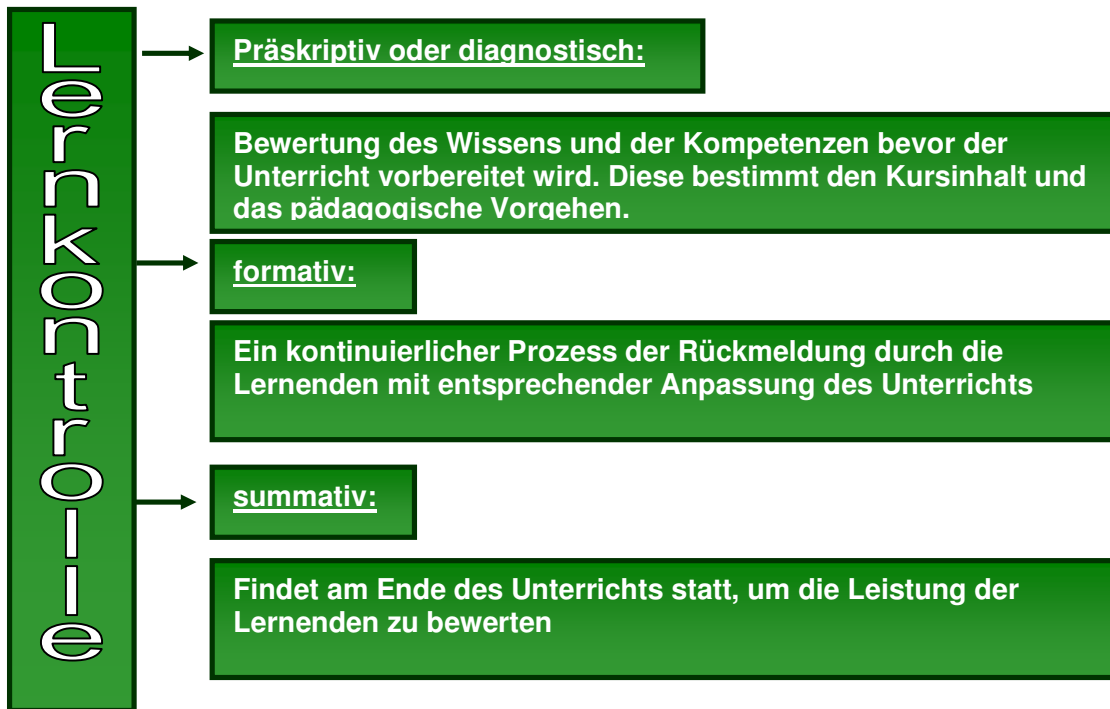 Lernkontrolle
Präskriptiv oder diagnostisch:
Bewertung des Wissens und der Kompetenzen bevor der
Unterricht vorbereitet wird. Diese bestimmt den Kursinhalt und
das pädagogische Vorgehen.
formativ:
Ein kontinuierlicher Prozess der Rückmeldung durch die
Lernenden mit entsprechender Anpassung des Unterrichts
summativ:
Findet am Ende des Unterrichts statt, um die Leistung der
Lernenden zu bewerten